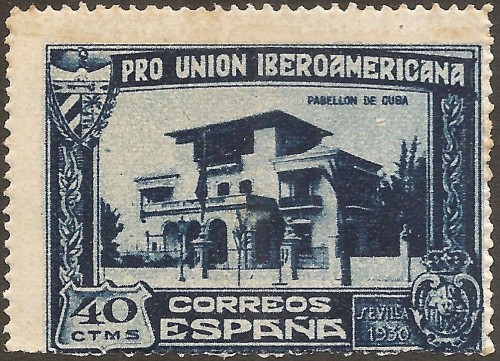 PRO UNION IBEROAMERICANA
PABELLON DE CUBA
40
CTMS
CORREOS
ESPAÑA
SEVILLA
1930